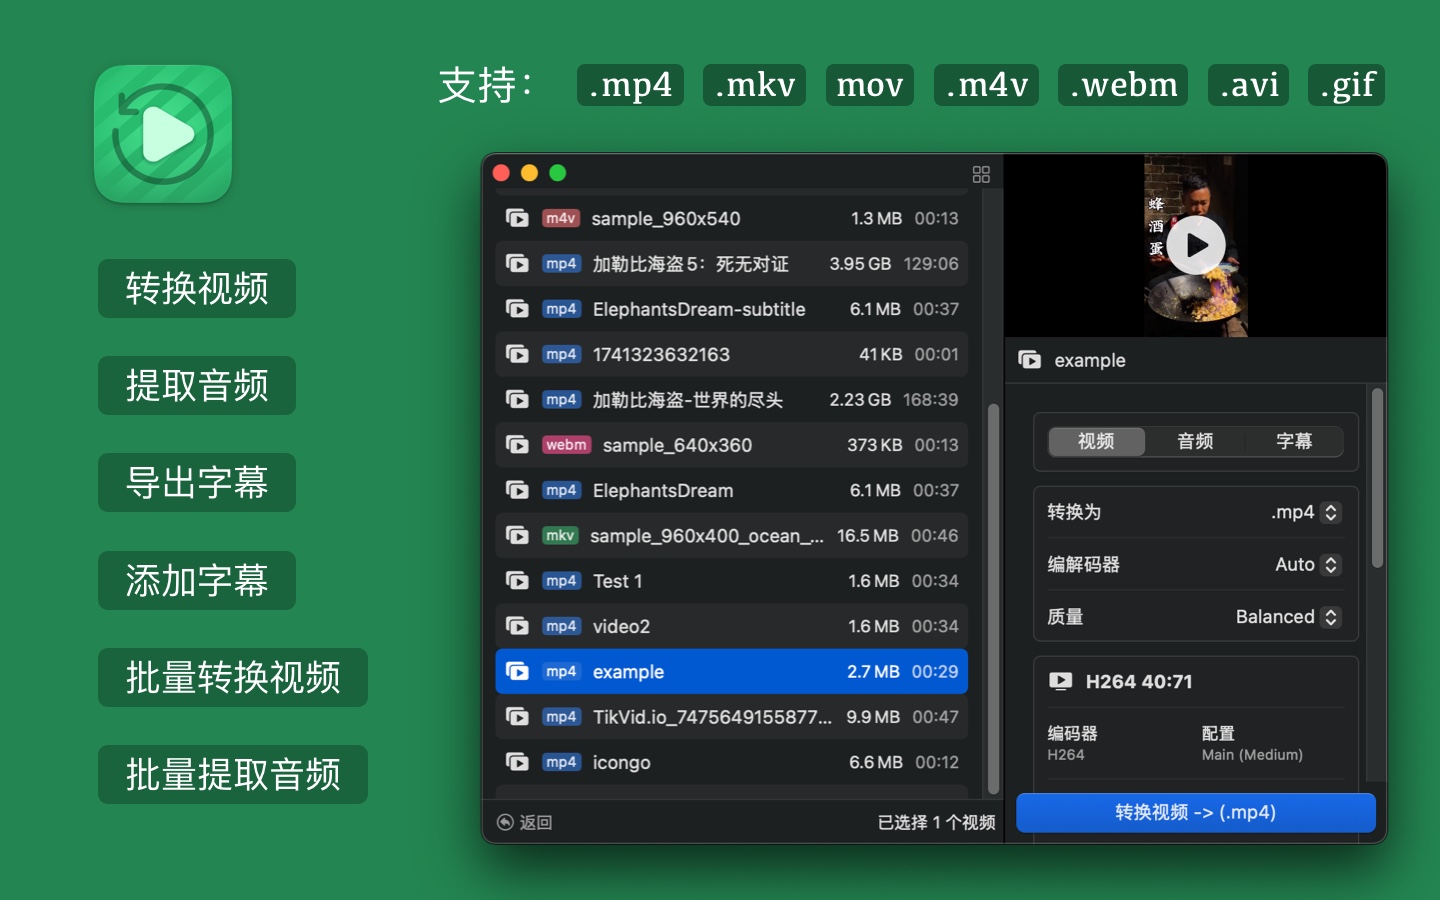 支持： .mp4 .mkv mov .m4v .webm .avi .gif
转换视频
提取音频
导出字幕
添加字幕
批量转换视频
批量提取音频
m4v sample_960x540 1.3 MB 00:13
mp4 加勒比海盗5：死无对证 3.95 GB 129:06
mp4 ElephantsDream-subtitle 6.1 MB 00:37
mp4 1741323632163 41 KB 00:01
mp4 加勒比海盗-世界的尽头 2.23 GB 168:39
webm sample_640x360 373 KB 00:13
mp4 ElephantsDream 6.1 MB 00:37
mkv sample_960x400_ocean_... 16.5 MB 00:46
mp4 Test 1 1.6 MB 00:34
mp4 video2 1.6 MB 00:34
mp4 example 2.7 MB 00:29
mp4 TikVid.io_7475649155877... 9.9 MB 00:47
mp4 icongo 6.6 MB 00:12
返回 已选择 1 个视频
蜂酒蛋
example
视频 音频 字幕
转换为 .mp4
编解码器 Auto
质量 Balanced
H264 40:71
编码器 配置
H264 Main (Medium)
转换视频 -> (.mp4)